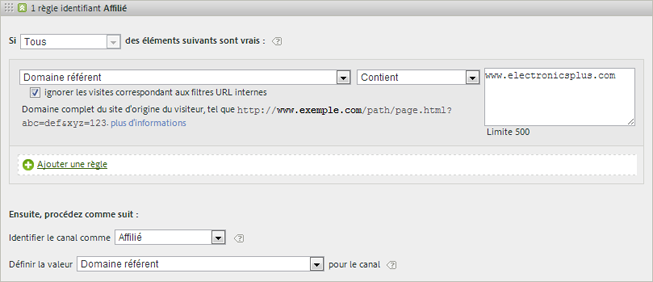 1 règle identifiant Affilié
Si Tous des éléments suivants sont vrais :
Domaine référent Contient www.electronicsplus.com
ignorer les visites correspondant aux filtres URL internes
Domaine complet du site d'origine du visiteur, tel que http://www.exemple.com/path/page.html?
abc=def&xyz=123. plus d'informations
Limite 500
Ajouter une règle
Ensuite, procédez comme suit :
Identifier le canal comme Affilié
Définir la valeur Domaine référent pour le canal